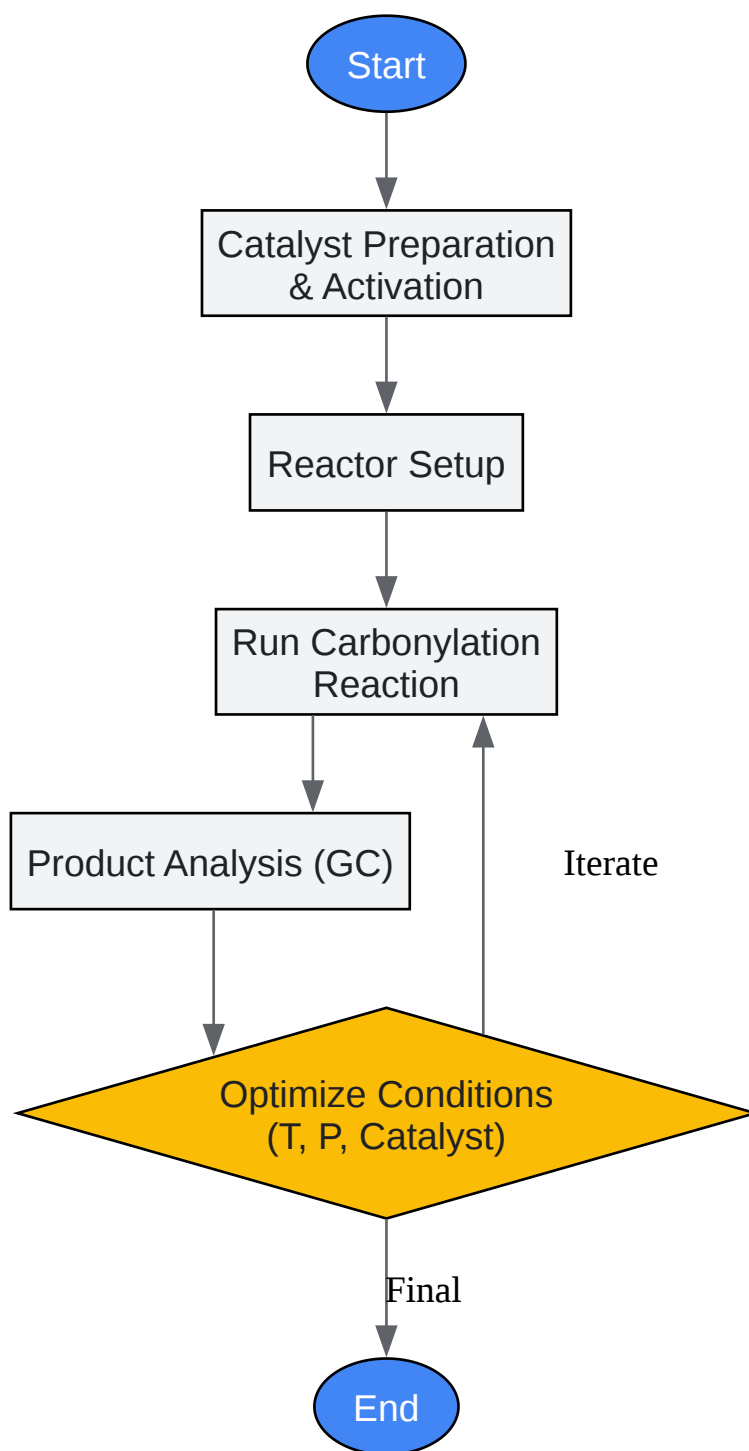 Start
Catalyst Preparation
& Activation
Reactor Setup
Run Carbonylation
Reaction
Product Analysis (GC)
Iterate
Optimize Conditions
(T, P, Catalyst)
Final
End